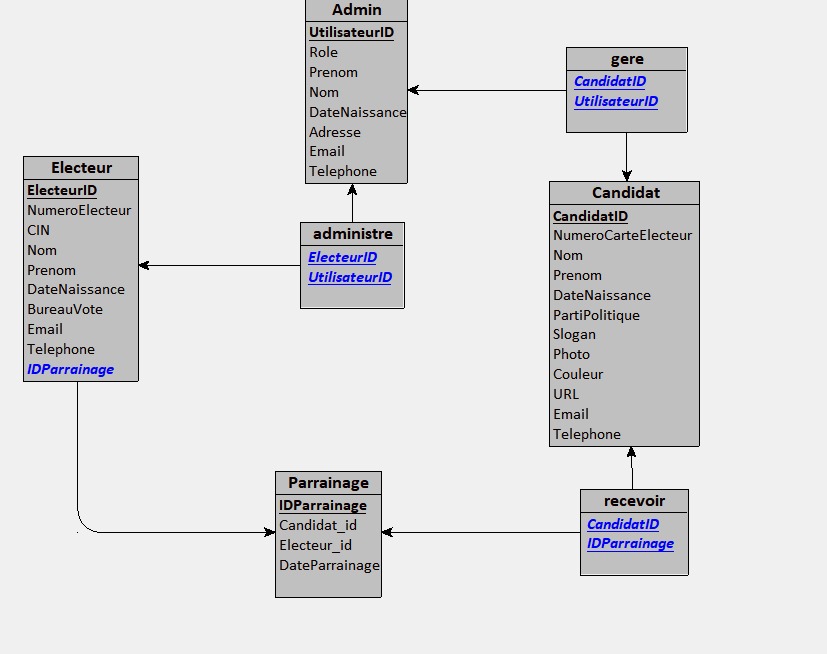 Admin
UtilisateurID
Role
Prenom
Nom
DateNaissance
Adresse
Email
Telephone
gere
CandidatID
UtilisateurID
Electeur
ElecteurID
NumeroElecteur
CIN
Nom
Prenom
DateNaissance
BureauVote
Email
Telephone
IDParrainage
administre
ElecteurID
UtilisateurID
Candidat
CandidatID
NumeroCarteElecteur
Nom
Prenom
DateNaissance
PartiPolitique
Slogan
Photo
Couleur
URL
Email
Telephone
Parrainage
IDParrainage
Candidat_id
Electeur_id
DateParrainage
recevoir
CandidatID
IDParrainage